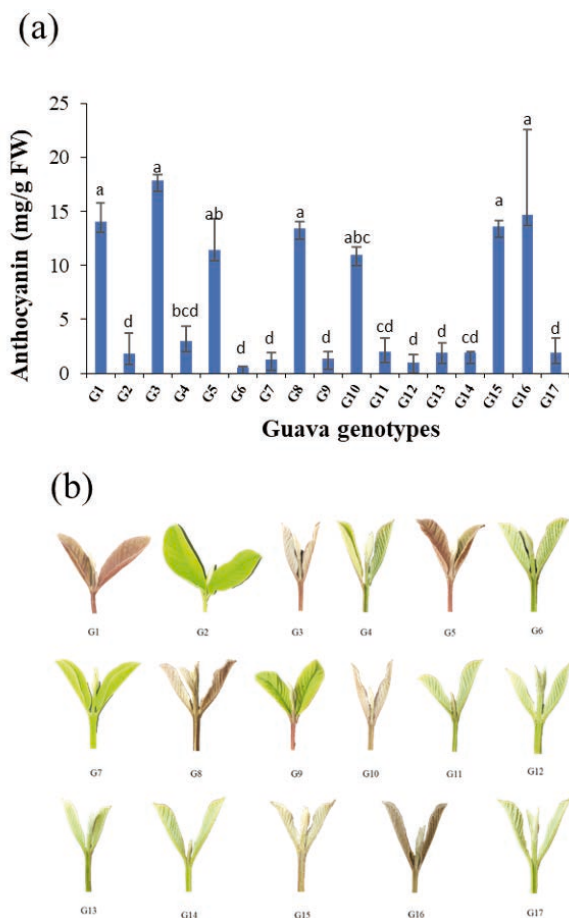 (a)
Anthocyanin (mg/g FW)
25
20
15
10
5
0
a
d
a
bcd
ab
d
d
a
d
abc
cd
d
d
cd
a
a
d
G1
G2
G3
G4
G5
G6
G7
G8
G9
G10
G11
G12
G13
G14
G15
G16
G17
Guava genotypes
(b)
G1 G2 G3 G4 G5 G6
G7 G8 G9 G10 G11 G12
G13 G14 G15 G16 G17